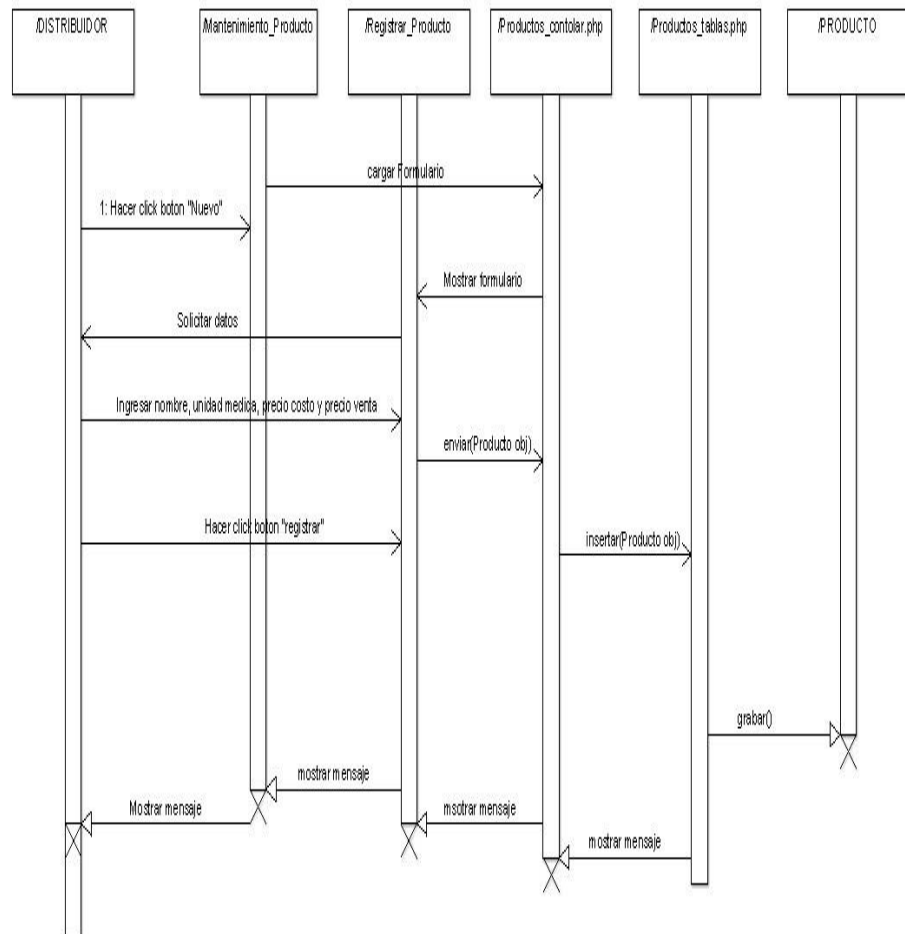 /DISTRIBUIDOR
/Mantenimiento_Producto
/Registrar_Producto
/Productos_contolar.php
/Productos_tablas.php
/PRODUCTO
cargar Formulario
1: Hacer click boton "Nuevo"
Mostrar formulario
Solicitar datos
Ingresar nombre, unidad medica, precio costo y precio venta
enviar(Producto obj)
Hacer click boton "registrar"
insertar(Producto obj)
grabar()
mostrar mensaje
Mostrar mensaje
msotrar mensaje
mostrar mensaje